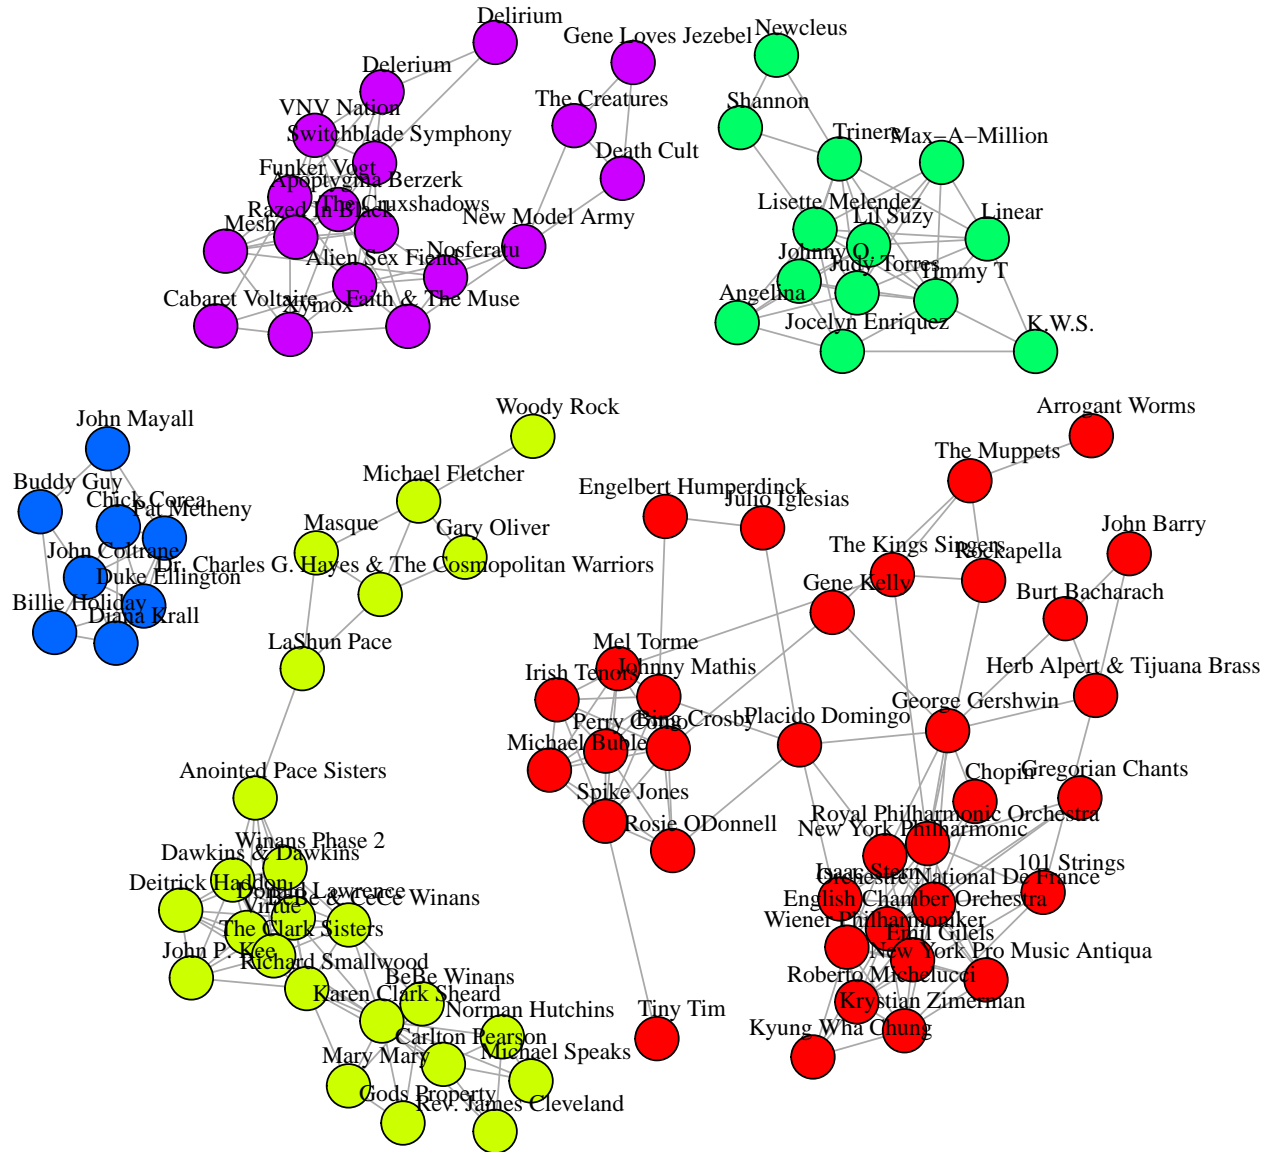 Delirium
Gene Loves Jezebel
Newcleus
Delerium
The Creatures
Shannon
VNV Nation
Switchblade Symphony
Trinere
Max−A−Million
Death Cult
Funker Vogt
Apoptygma Berzerk
Razed In Black
The Cruxshadows
Mesh
New Model Army
Lisette Melendez
Lil Suzy
Linear
Alien Sex Fiend
Nosferatu
Johnny O
Judy Torres
Timmy T
Cabaret Voltaire
Xymox
Faith & The Muse
Angelina
Jocelyn Enriquez
K.W.S.
John Mayall
Woody Rock
Arrogant Worms
The Muppets
Buddy Guy
Chick Corea
Pat Metheny
Michael Fletcher
Engelbert Humperdinck
Julio Iglesias
Masque
Gary Oliver
John Barry
John Coltrane
Dr. Charles G. Hayes & The Cosmopolitan Warriors
The Kings Singers
Rockapella
Duke Ellington
Gene Kelly
Burt Bacharach
Billie Holiday
Diana Krall
LaShun Pace
Mel Torme
Irish Tenors
Johnny Mathis
Herb Alpert & Tijuana Brass
George Gershwin
Perry Como
Bing Crosby
Placido Domingo
Michael Buble
Anointed Pace Sisters
Chopin
Gregorian Chants
Spike Jones
Rosie ODonnell
Royal Philharmonic Orchestra
New York Philharmonic
Winans Phase 2
Dawkins & Dawkins
Isaac Stern
Orchestre National De France
101 Strings
Deitrick Haddon
Donald Lawrence
BeBe & CeCe Winans
English Chamber Orchestra
Virtue
The Clark Sisters
Wiener Philharmoniker
Emil Gilels
New York Pro Music Antiqua
John P. Kee
Richard Smallwood
BeBe Winans
Roberto Michelucci
Karen Clark Sheard
Norman Hutchins
Tiny Tim
Krystian Zimerman
Kyung Wha Chung
Carlton Pearson
Mary Mary
Michael Speaks
Gods Property
Rev. James Cleveland